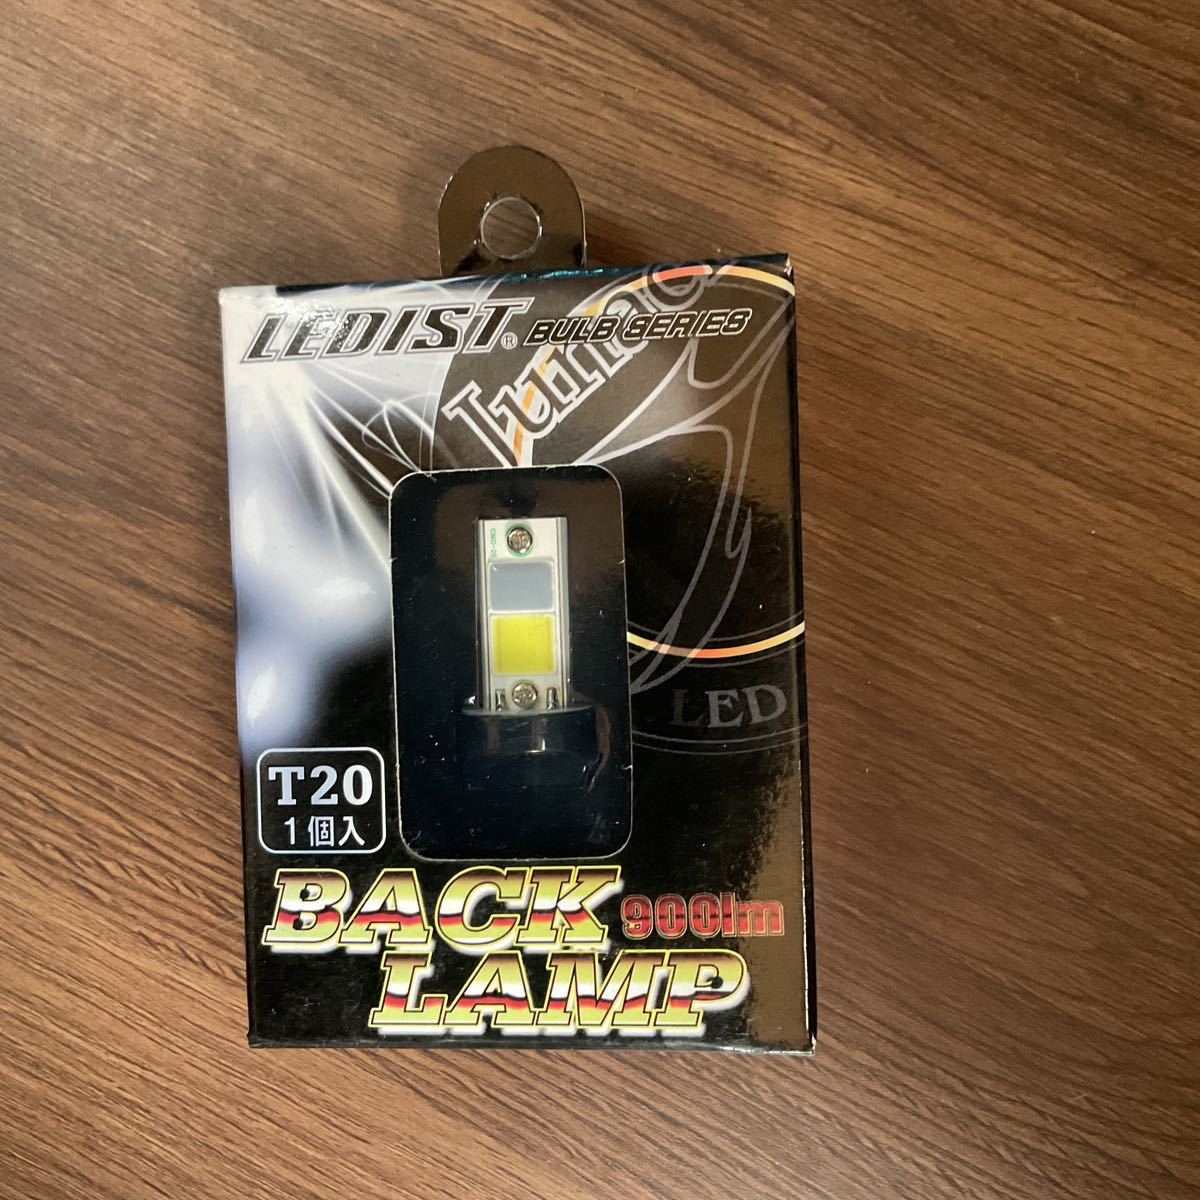 LEDIST® BULB SERIES
LED
T20
1個入
BACK
900lm
LAMP